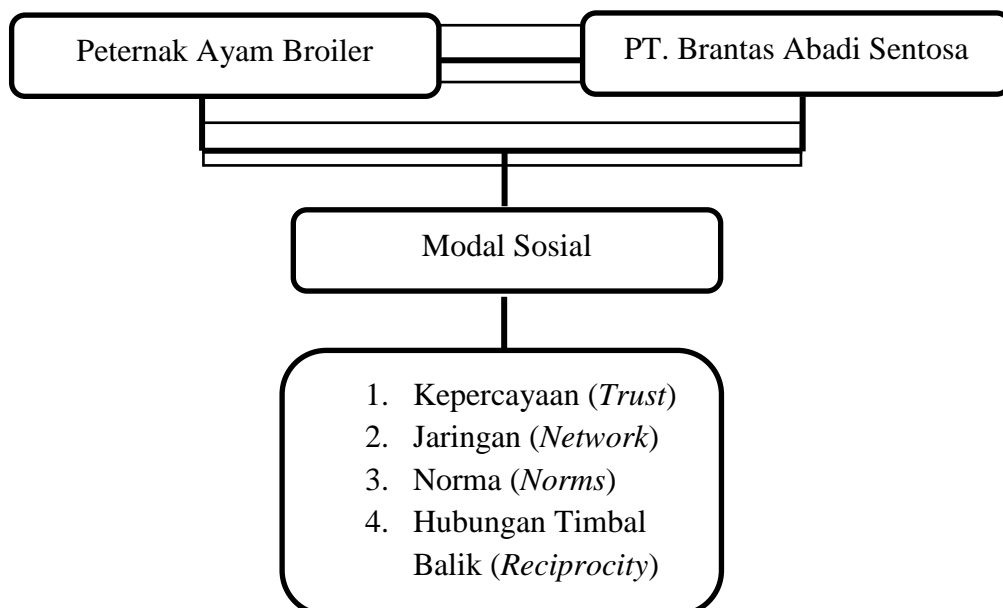 Peternak Ayam Broiler
PT. Brantas Abadi Sentosa
Modal Sosial
1. Kepercayaan (Trust)
2. Jaringan (Network)
3. Norma (Norms)
4. Hubungan Timbal
Balik (Reciprocity)